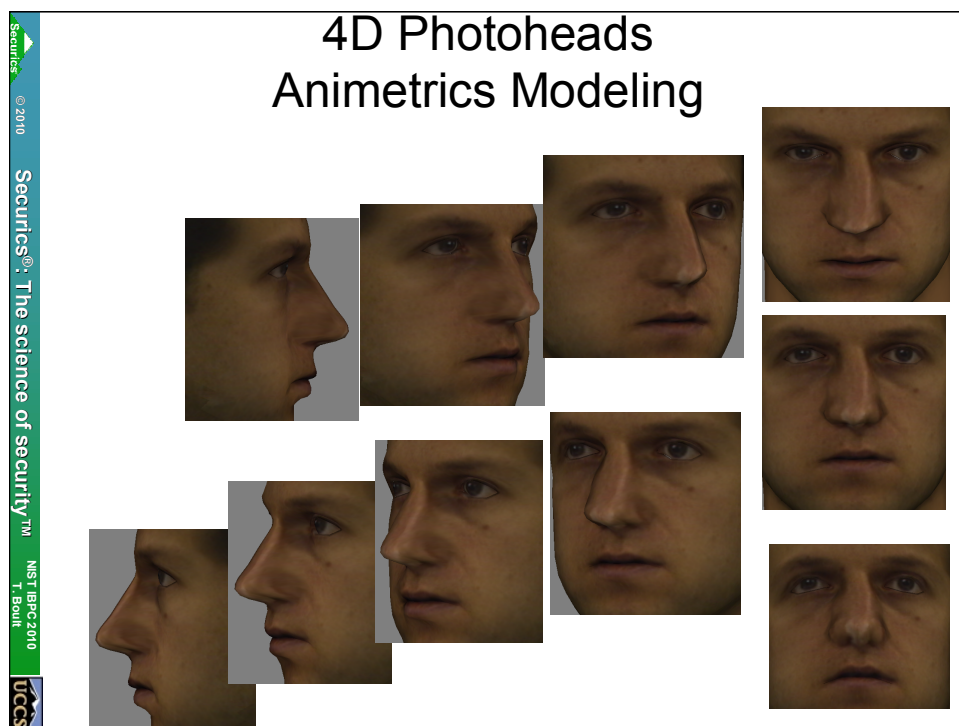 4D Photoheads
Animetrics Modeling
Securics
© 2010
Securics®: The science of security™
NIST IBPC 2010
T. Boult
UCCS